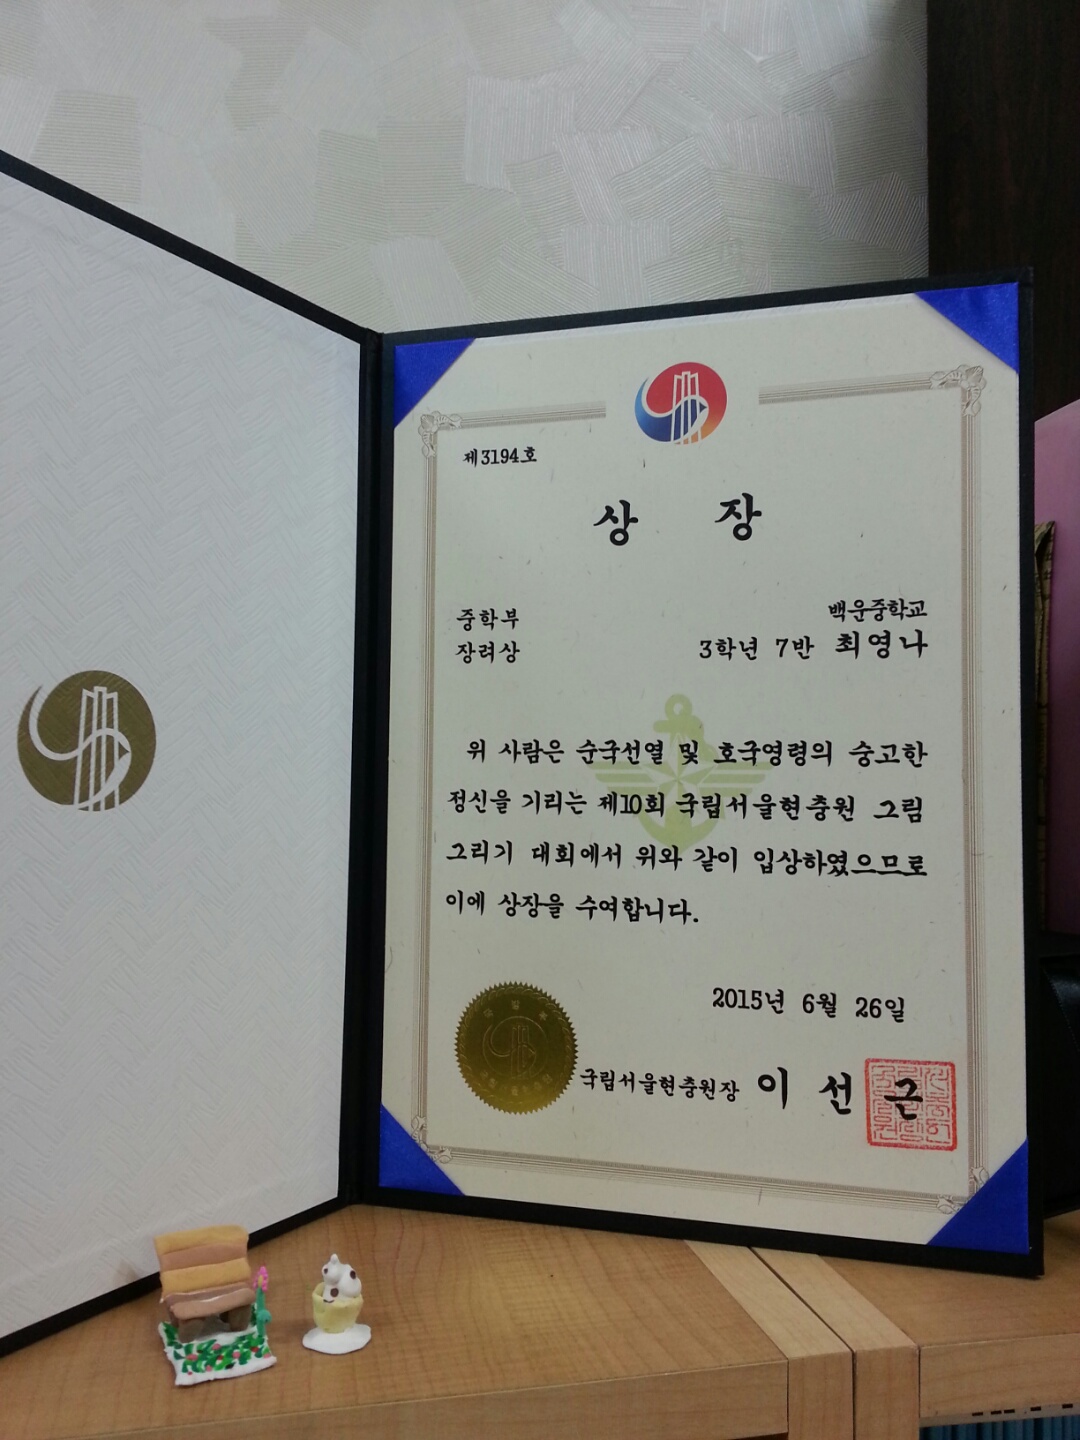 제3194호
상 장
중학부
장려상
백운중학교
3학년 7반 최영나
위 사람은 순국선열 및 호국영령의 숭고한
정신을 기리는 제10회 국립서울현충원 그림
그리기 대회에서 위와 같이 입상하였으므로
이에 상장을 수여합니다.
2015년 6월 26일
국립서울현충원장 이 선 근